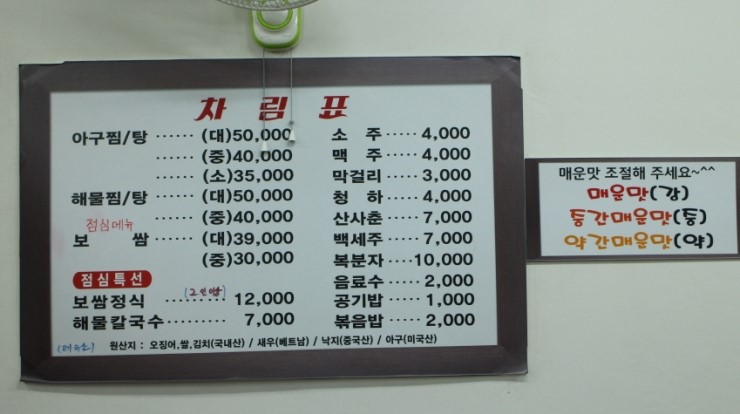 차림표
아구찜/탕 ······ (대)50,000
······ (중)40,000
······ (소)35,000
해물찜/탕 ······ (대)50,000
점심메뉴
······ (중)40,000
보 쌈 ······ (대)39,000
(중)30,000
점심특선
보쌈정식 ········ (2인상) 12,000
해물칼국수 ········· 7,000
소 주 ····· 4,000
맥 주 ····· 4,000
막걸리 ····· 3,000
청 하 ····· 4,000
산사춘 ····· 7,000
백세주 ····· 7,000
복분자 ···· 10,000
음료수 ····· 2,000
공기밥 ····· 1,000
볶음밥 ····· 2,000
원산지 : 오징어,쌀,김치(국내산) / 새우(베트남) / 낙지(중국산) / 아구(미국산)
매운맛 조절해 주세요~^^
매운맛(강)
중간매운맛(중)
약간매운맛(약)